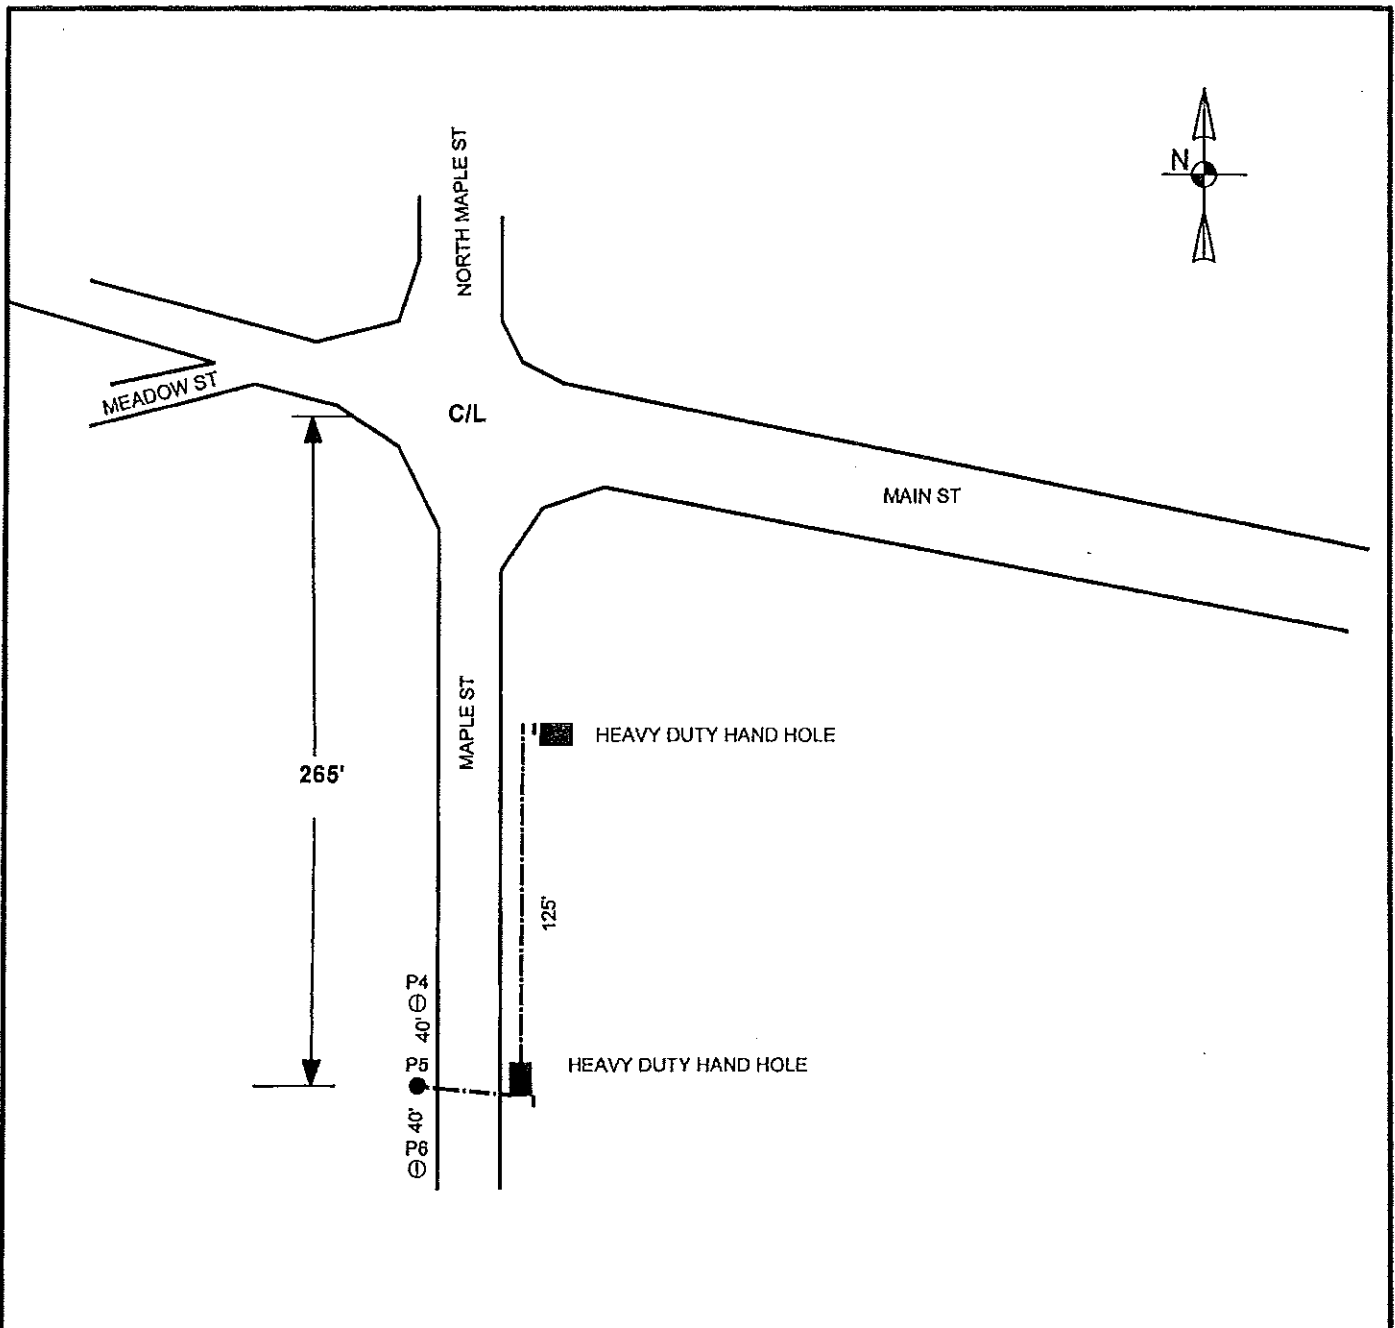 NORTH MAPLE ST
N
MEADOW ST
C/L
MAIN ST
MAPLE ST
HEAVY DUTY HAND HOLE
265'
125'
P4
40'
P5
HEAVY DUTY HAND HOLE
40'
P6